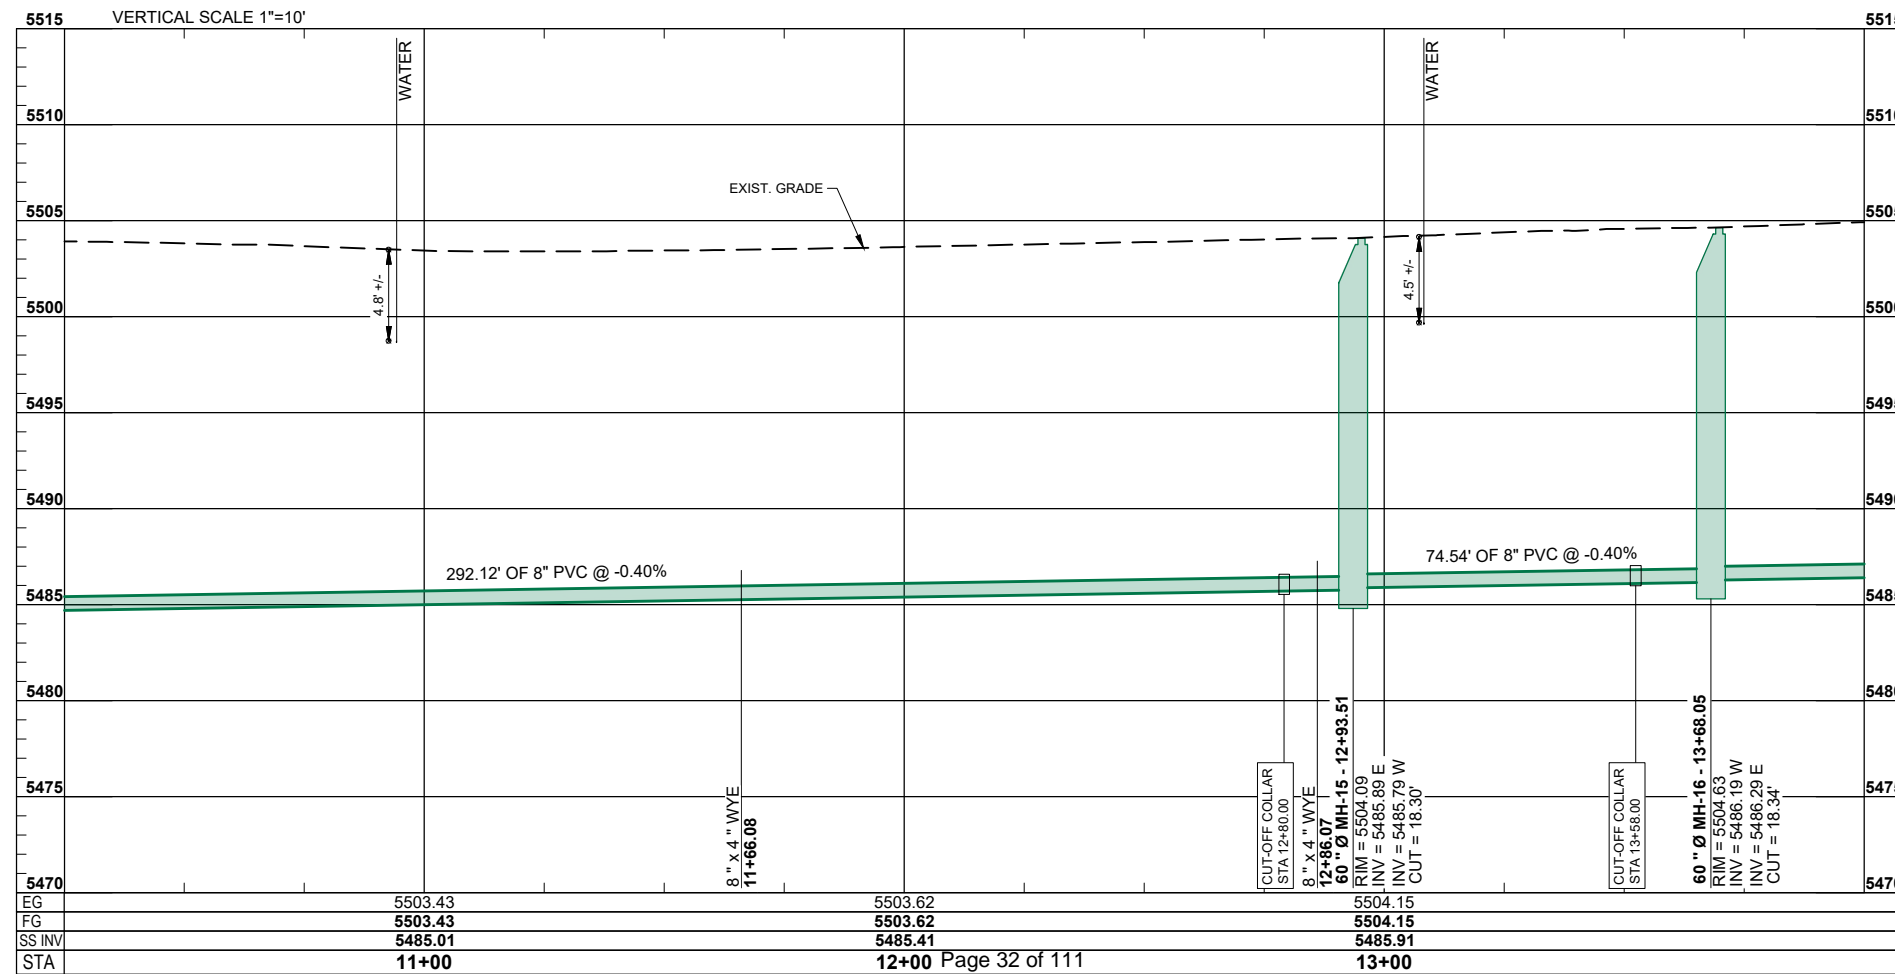 VERTICAL SCALE 1"=10'
5515
5510
5505
5500
5495
5490
5485
5480
5475
5470
WATER
4.8' +/-
EXIST. GRADE
WATER
4.5' +/-
292.12' OF 8" PVC @ -0.40%
74.54' OF 8" PVC @ -0.40%
8 " x 4 " WYE
11+66.08
CUT-OFF COLLAR
STA 12+80.00
8 " x 4 " WYE
12+86.07
60 " Ø MH-15 - 12+93.51
RIM = 5504.09
INV = 5485.89 E
INV = 5485.79 W
CUT = 18.30'
CUT-OFF COLLAR
STA 13+58.00
60 " Ø MH-16 - 13+68.05
RIM = 5504.63
INV = 5486.19 W
INV = 5486.29 E
CUT = 18.34'
EG 5503.43 5503.62 5504.15
FG 5503.43 5503.62 5504.15
SS INV 5485.01 5485.41 5485.91
STA 11+00 12+00 13+00
Page 32 of 111